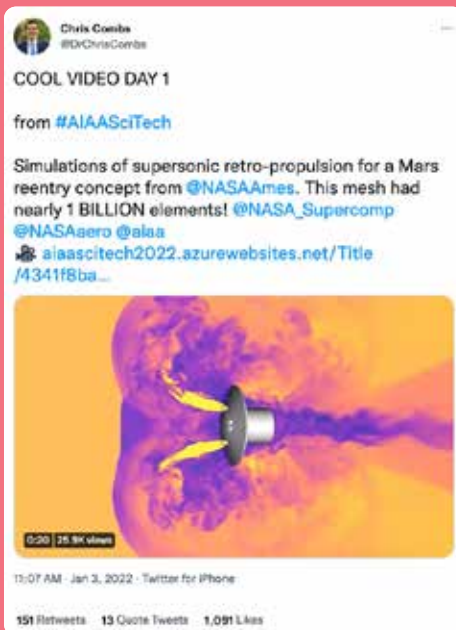 Chris Combs
@DrChrisCombs
COOL VIDEO DAY 1
from #AIAASciTech
Simulations of supersonic retro-propulsion for a Mars
reentry concept from @NASAAmes. This mesh had
nearly 1 BILLION elements! @NASA_Supercomp
@NASAaero @aiaa
🎥 aiaascitech2022.azurewebsites.net/Title
/4341f8ba...
0:20 25.9K views
11:07 AM · Jan 3, 2022 · Twitter for iPhone
151 Retweets 13 Quote Tweets 1,091 Likes